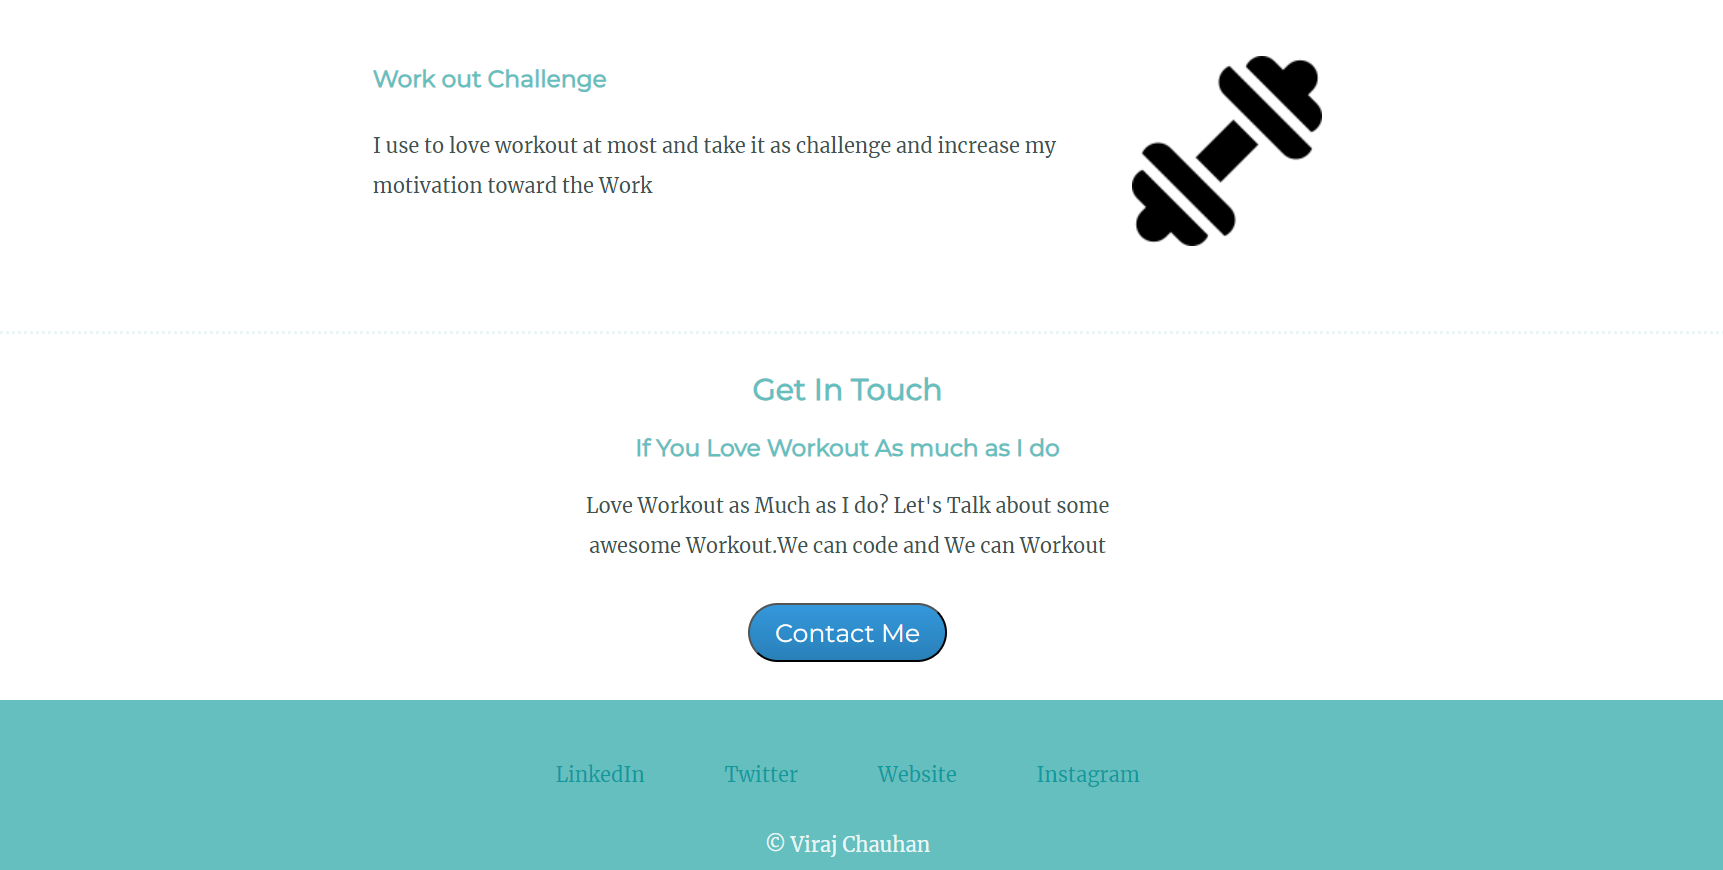 Work out Challenge
I use to love workout at most and take it as challenge and increase my
motivation toward the Work
Get In Touch
If You Love Workout As much as I do
Love Workout as Much as I do? Let's Talk about some
awesome Workout.We can code and We can Workout
Contact Me
LinkedIn Twitter Website Instagram
© Viraj Chauhan